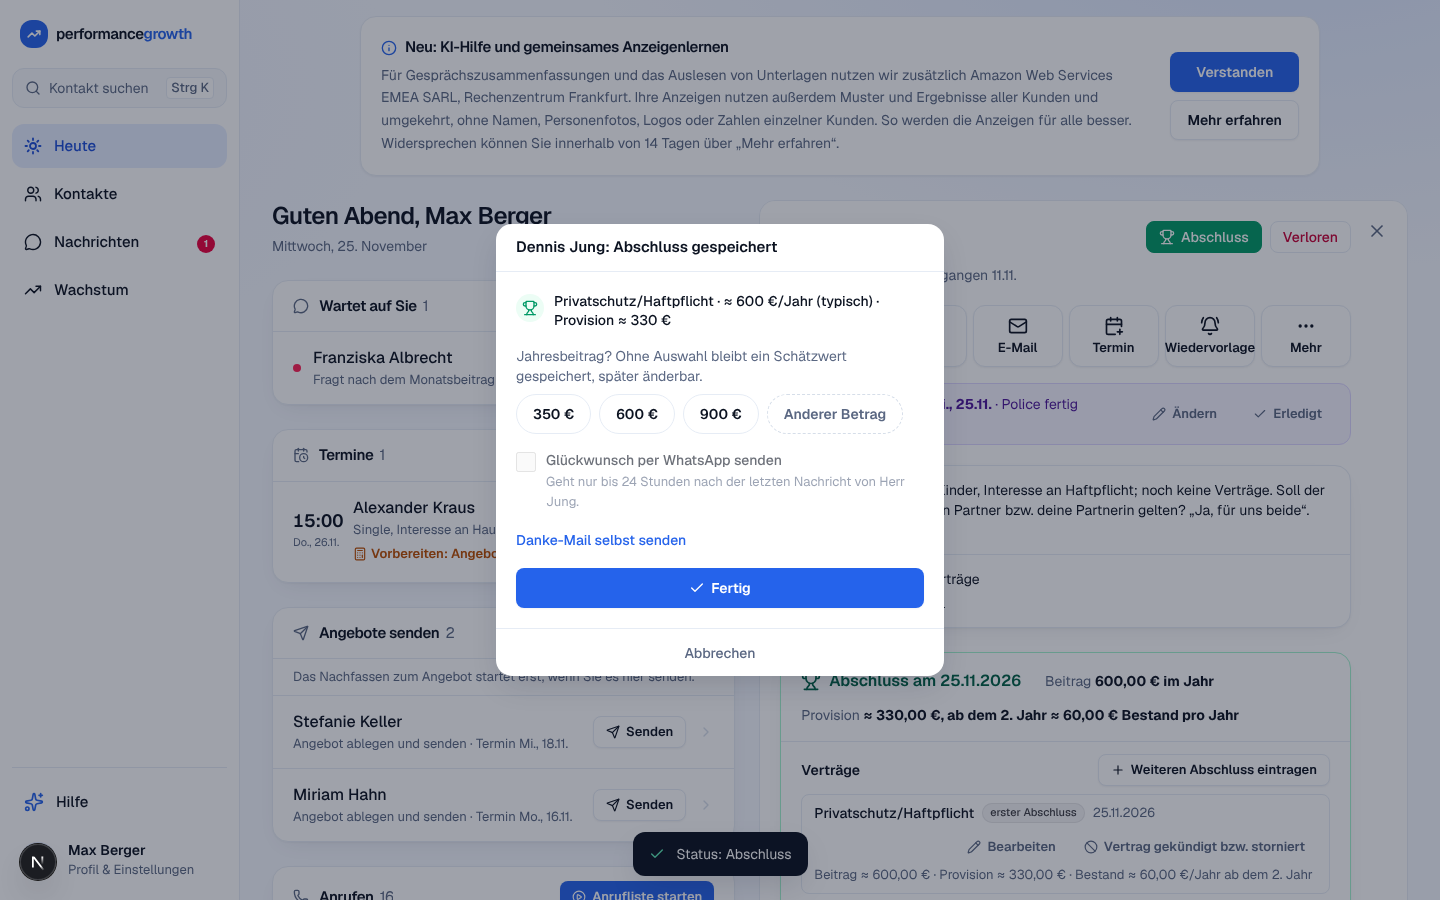 performancegrowth
Kontakt suchen Strg K
Heute
Kontakte
Nachrichten 1
Wachstum
Hilfe
N
Max Berger
Profil & Einstellungen
Neu: KI-Hilfe und gemeinsames Anzeigenlernen
Für Gesprächszusammenfassungen und das Auslesen von Unterlagen nutzen wir zusätzlich Amazon Web Services
EMEA SARL, Rechenzentrum Frankfurt. Ihre Anzeigen nutzen außerdem Muster und Ergebnisse aller Kunden und
umgekehrt, ohne Namen, Personenfotos, Logos oder Zahlen einzelner Kunden. So werden die Anzeigen für alle besser.
Widersprechen können Sie innerhalb von 14 Tagen über „Mehr erfahren“.
Verstanden
Mehr erfahren
Guten Abend, Max Berger
Mittwoch, 25. November
Wartet auf Sie 1
Franziska Albrecht
Fragt nach dem Monatsbeitrag
Termine 1
15:00 Alexander Kraus
Do., 26.11. Single, Interesse an Hau
Vorbereiten: Angebo
Angebote senden 2
Das Nachfassen zum Angebot startet erst, wenn Sie es hier senden.
Stefanie Keller
Angebot ablegen und senden · Termin Mi., 18.11.
Senden
Miriam Hahn
Angebot ablegen und senden · Termin Mo., 16.11.
Senden
Anrufen 16
Anrufliste starten
Dennis Jung: Abschluss gespeichert
Privatschutz/Haftpflicht · ≈ 600 €/Jahr (typisch) ·
Provision ≈ 330 €
Jahresbeitrag? Ohne Auswahl bleibt ein Schätzwert
gespeichert, später änderbar.
350 € 600 € 900 € Anderer Betrag
Glückwunsch per WhatsApp senden
Geht nur bis 24 Stunden nach der letzten Nachricht von Herr
Jung.
Danke-Mail selbst senden
Fertig
Abbrechen
Status: Abschluss
Abschluss
Verloren
gangen 11.11.
E-Mail
Termin
Wiedervorlage
Mehr
25.11. · Police fertig
Ändern
Erledigt
inder, Interesse an Haftpflicht; noch keine Verträge. Soll der
n Partner bzw. deine Partnerin gelten? „Ja, für uns beide“.
rträge
Abschluss am 25.11.2026 Beitrag 600,00 € im Jahr
Provision ≈ 330,00 €, ab dem 2. Jahr ≈ 60,00 € Bestand pro Jahr
Verträge
Weiteren Abschluss eintragen
Privatschutz/Haftpflicht erster Abschluss 25.11.2026
Bearbeiten
Vertrag gekündigt bzw. storniert
Beitrag ≈ 600,00 € · Provision ≈ 330,00 € · Bestand ≈ 60,00 €/Jahr ab dem 2. Jahr